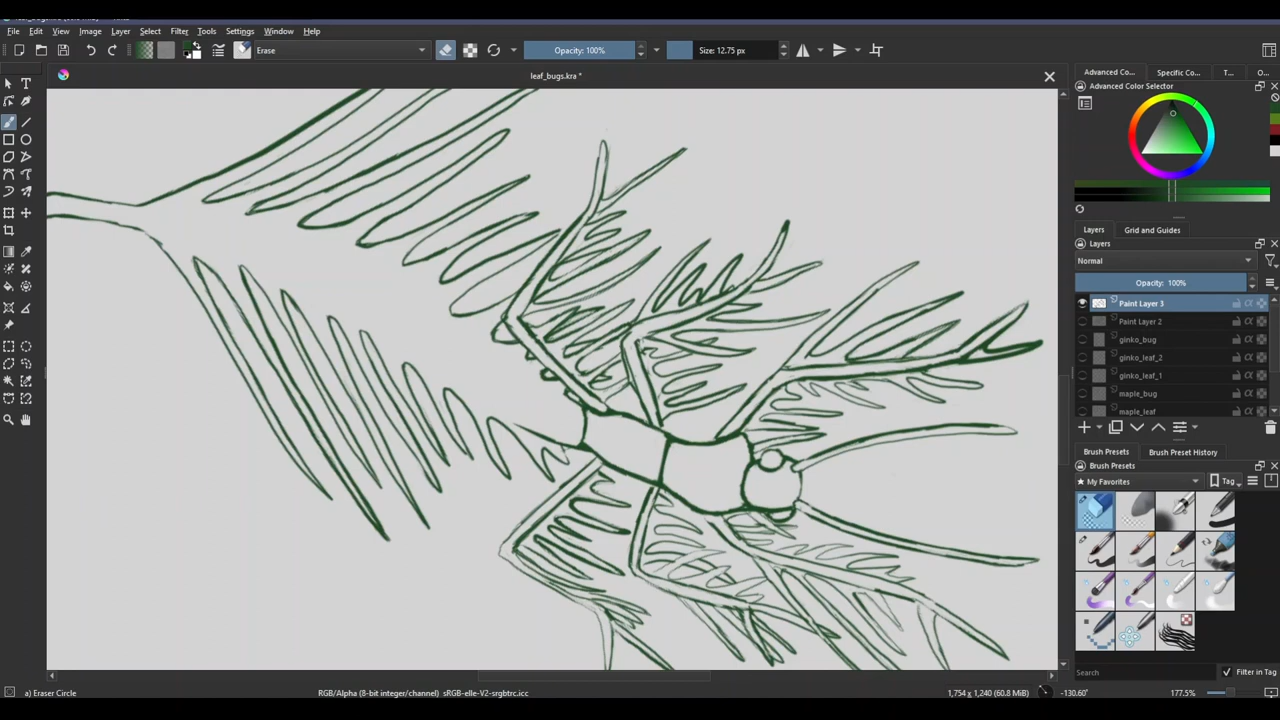 File Edit View Image Layer Select Filter Tools Settings Window Help
Erase Opacity: 100% Size: 12.75 px
leaf_bugs.kra *
Advanced Co... Specific Co... T... O...
Advanced Color Selector
Layers Grid and Guides
Layers
Normal
Opacity: 100%
Paint Layer 3
Paint Layer 2
ginko_bug
ginko_leaf_2
ginko_leaf_1
maple_bug
maple_leaf
Brush Presets Brush Preset History
Brush Presets
★ My Favorites Tag
Search Filter in Tag
a) Eraser Circle RGB/Alpha (8-bit integer/channel) sRGB-elle-V2-srgbtrc.icc 1,754 x 1,240 (60.8 MiB) -130.60° 177.5%